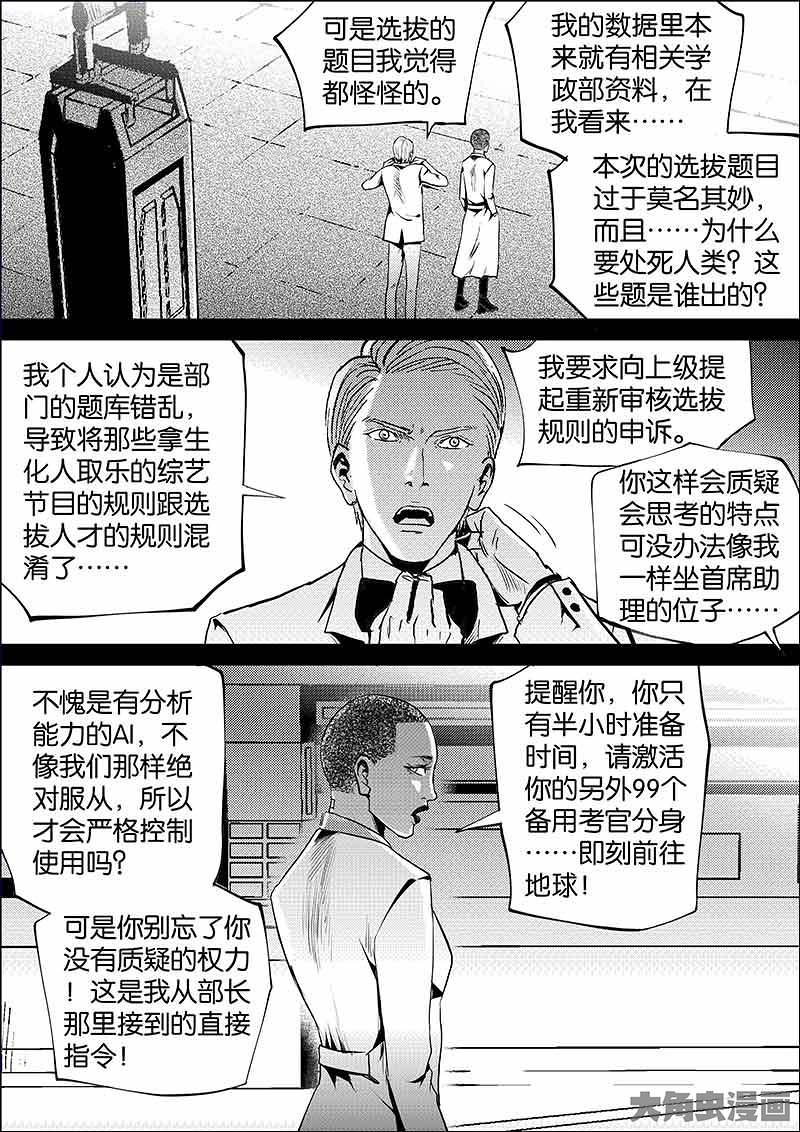 可是选拔的
题目我觉得
都怪怪的。
我的数据里本
来就有相关学
政部资料，在
我看来……
本次的选拔题目
过于莫名其妙，
而且……为什么
要处死人类？这
些题是谁出的？
我个人认为是部
门的题库错乱，
导致将那些拿生
化人取乐的综艺
节目的规则跟选
拔人才的规则混
淆了……
我要求向上级提
起重新审核选拔
规则的申诉。
你这样会质疑
会思考的特点
可没办法像我
一样坐首席助
理的位子……
不愧是有分析
能力的AI，不
像我们那样绝
对服从，所以
才会严格控制
使用吗？
可是你别忘了你
没有质疑的权力
！这是我从部长
那里接到的直接
指令！
提醒你，你只
有半小时准备
时间，请激活
你的另外99个
备用考官分身
……即刻前往
地球！
大角虫漫画